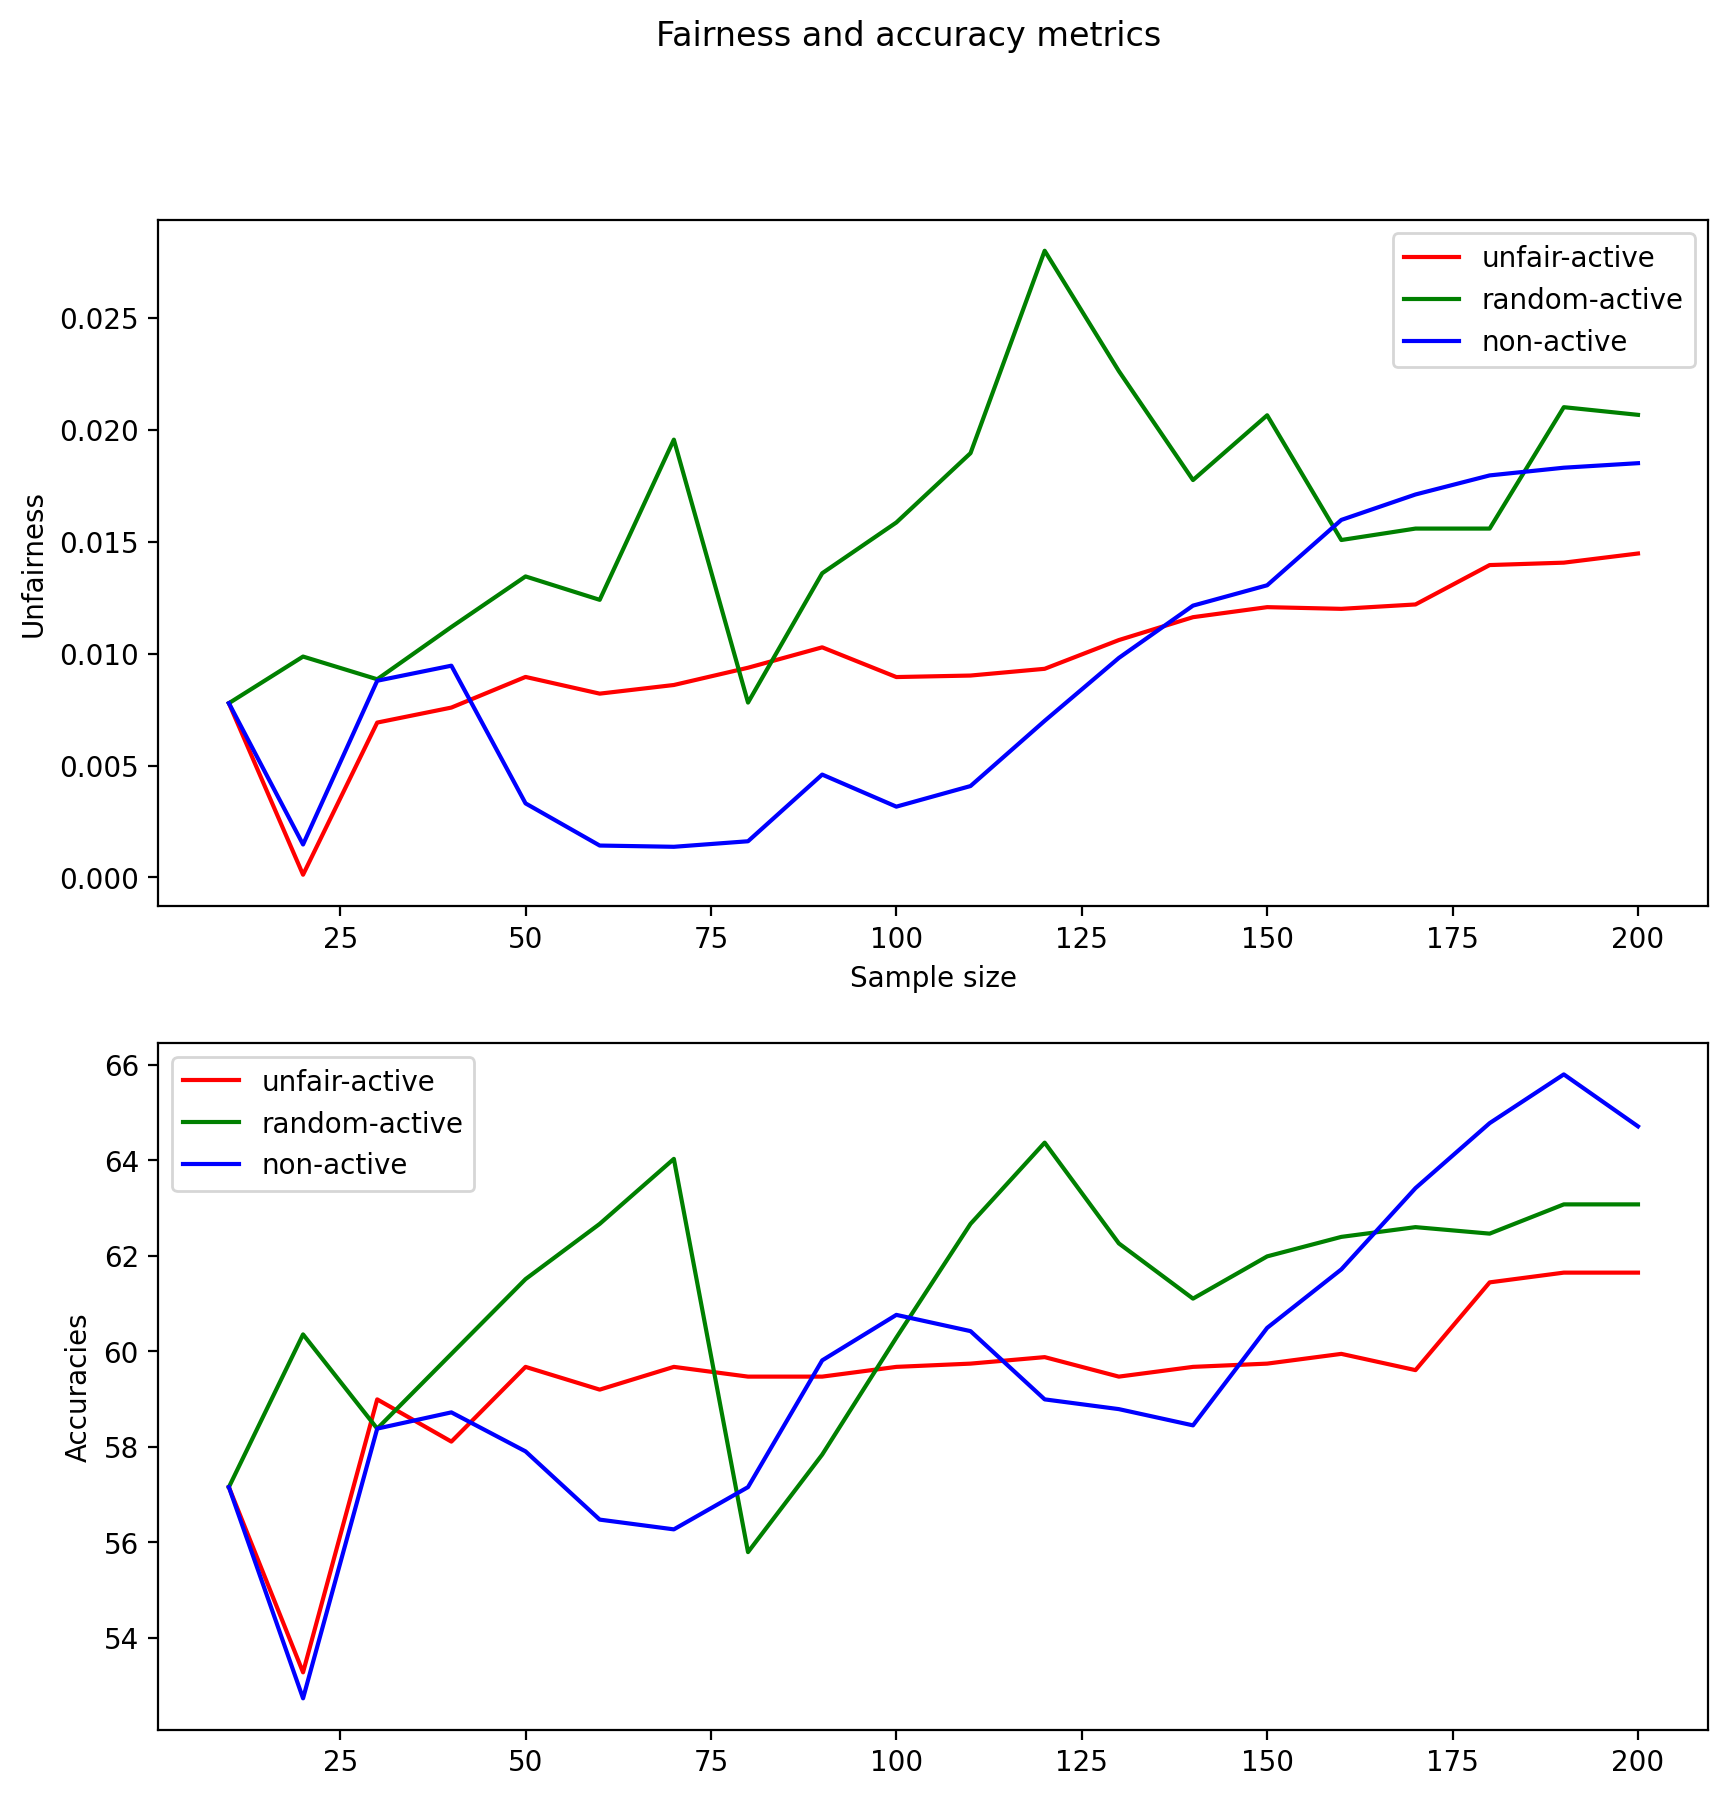 Fairness and accuracy metrics
unfair-active
random-active
non-active
0.025
0.020
0.015
0.010
0.005
0.000
Unfairness
25 50 75 100 125 150 175 200
Sample size
unfair-active
random-active
non-active
66
64
62
60
58
56
54
Accuracies
25 50 75 100 125 150 175 200